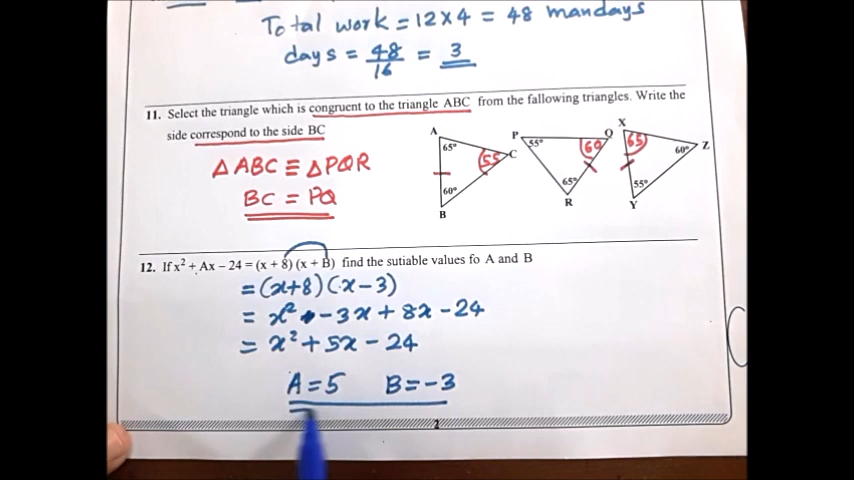 Total work = 12 × 4 = 48 mandays
days = 48/16 = 3
11. Select the triangle which is congruent to the triangle ABC from the fallowing triangles. Write the
side correspond to the side BC
A P Q X
65° 55 C 55° 60 65 60° Z
60° 65° 55°
B R Y
△ABC ≡ △PQR
BC = PQ
12. If x² + Ax – 24 = (x + 8) (x + B) find the sutiable values fo A and B
= (x+8)(x-3)
= x² -3x + 8x -24
= x² + 5x - 24
A = 5 B = -3
2